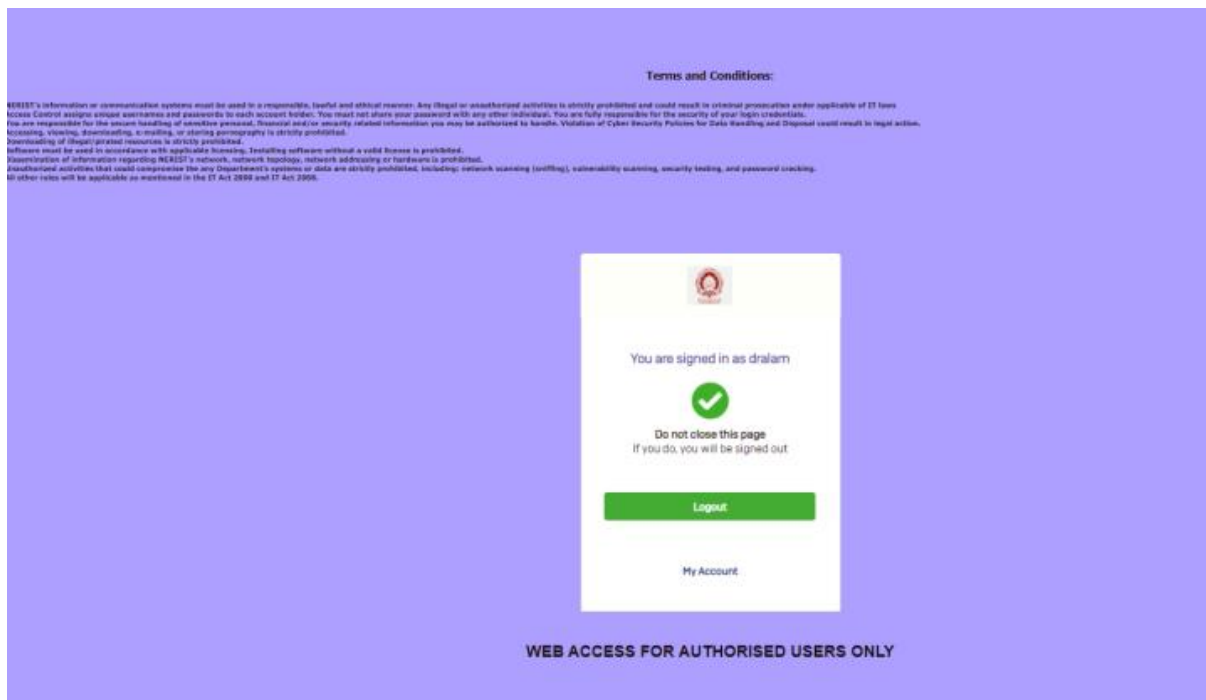 Terms and Conditions:
NERIST's information or communication systems must be used in a responsible, lawful and ethical manner. Any illegal or unauthorized activities is strictly prohibited and could result in criminal prosecution under applicable of IT laws
Access Control assigns unique usernames and passwords to each account holder. You must not share your password with any other individual. You are fully responsible for the security of your login credentials.
You are responsible for the secure handling of sensitive personal, financial and/or security related information you may be authorized to handle. Violation of Cyber Security Policies for Data Handling and Disposal could result in legal action.
Accessing, viewing, downloading, e-mailing, or storing pornography is strictly prohibited.
Downloading of illegal/pirated resources is strictly prohibited.
Software must be used in accordance with applicable licensing. Installing software without a valid license is prohibited.
Dissemination of information regarding NERIST's network, network topology, network addressing or hardware is prohibited.
Unauthorized activities that could compromise the any Department's systems or data are strictly prohibited, including: network scanning (sniffing), vulnerability scanning, security testing, and password cracking.
All other rules will be applicable as mentioned in the IT Act 2000 and IT Act
You are signed in as dralam
Do not close this page
If you do, you will be signed out
Logout
My Account
WEB ACCESS FOR AUTHORISED USERS ONLY